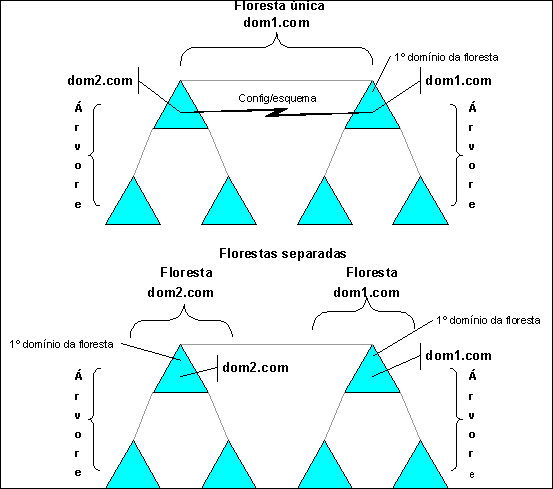 Floresta única
dom1.com
1º domínio da floresta
dom2.com
dom1.com
Config/esquema
Á
r
v
o
r
e
Á
r
v
o
r
e
Florestas separadas
Floresta
dom2.com
Floresta
dom1.com
1º domínio da floresta
1º domínio da floresta
dom2.com
dom1.com
Á
r
v
o
r
e
Á
r
v
o
r
e